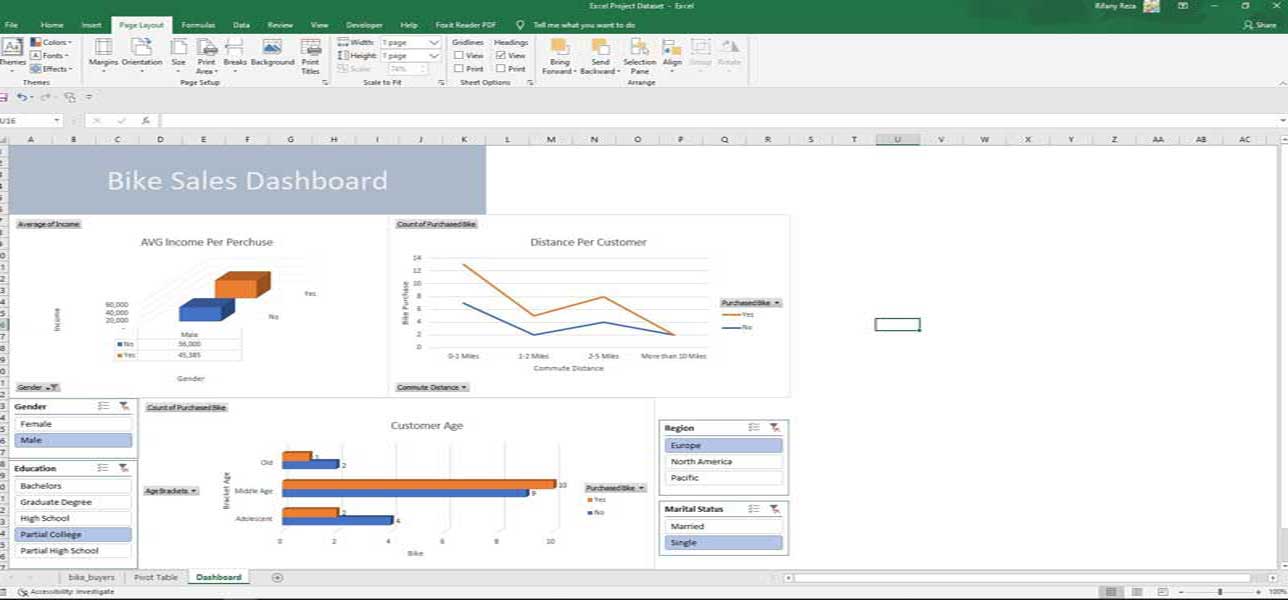 Excel Project Dataset - Excel
Rifany Reza
File Home Insert Page Layout Formulas Data Review View Developer Help Foxit Reader PDF Tell me what you want to do Share
Aa Colors Fonts Effects Themes
Margins Orientation Size Print Area Breaks Background Print Titles
Width: 1 page
Height: 1 page
Scale: 74%
Gridlines Headings
View View
Print Print
Bring Forward Send Backward Selection Pane Align Group Rotate
Themes Page Setup Scale to Fit Sheet Options Arrange
U16 fx
A B C D E F G H I J K L M N O P Q R S T U V W X Y Z AA AB AC
Bike Sales Dashboard
Average of Income
AVG Income Per Perchuse
60,000
40,000
20,000
-
Income
Yes
No
Male
No 56,000
Yes 45,385
Gender
Gender
Count of Purchased Bike
Distance Per Customer
14
12
10
8
6
4
2
0
Bike Purchase
0-1 Miles 1-2 Miles 2-5 Miles More than 10 Miles
Commute Distance
Purchased Bike
Yes
No
Commute Distance
Gender
Female
Male
Education
Bachelors
Graduate Degree
High School
Partial College
Partial High School
Count of Purchased Bike
Customer Age
Age Brackets
Bracket Age
Old 1 2
Middle Age 10 9
Adolescent 2 4
0 2 4 6 8 10
Bike
Purchased Bike
Yes
No
Region
Europe
North America
Pacific
Marital Status
Married
Single
bike_buyers Pivot Table Dashboard
Accessibility: Investigate
100%